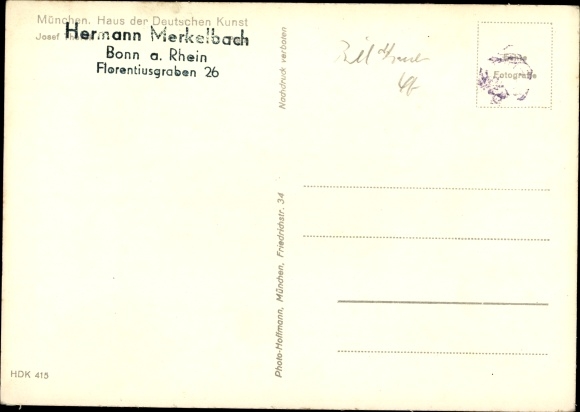 München. Haus der Deutschen Kunst
Josef
Hermann Merkelbach
Bonn a. Rhein
Florentiusgraben 26
HDK 415
Nachdruck verboten
Photo-Hoffmann, München, Friedrichstr. 34
Fotografie